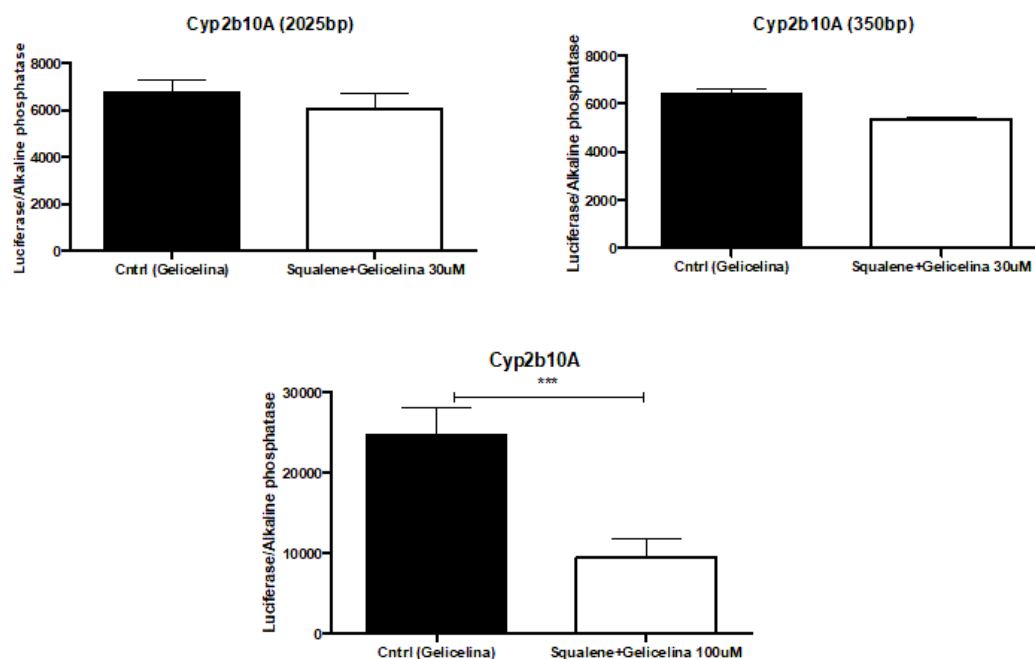 Cyp2b10A (2025bp)
Luciferase/Alkaline phosphatase
8000
6000
4000
2000
0
Cntrl (Gelicelina)
Squalene+Gelicelina 30uM
Cyp2b10A (350bp)
Luciferase/Alkaline phosphatase
8000
6000
4000
2000
0
Cntrl (Gelicelina)
Squalene+Gelicelina 30uM
Cyp2b10A
***
Luciferase/Alkaline phosphatase
30000
20000
10000
0
Cntrl (Gelicelina)
Squalene+Gelicelina 100uM